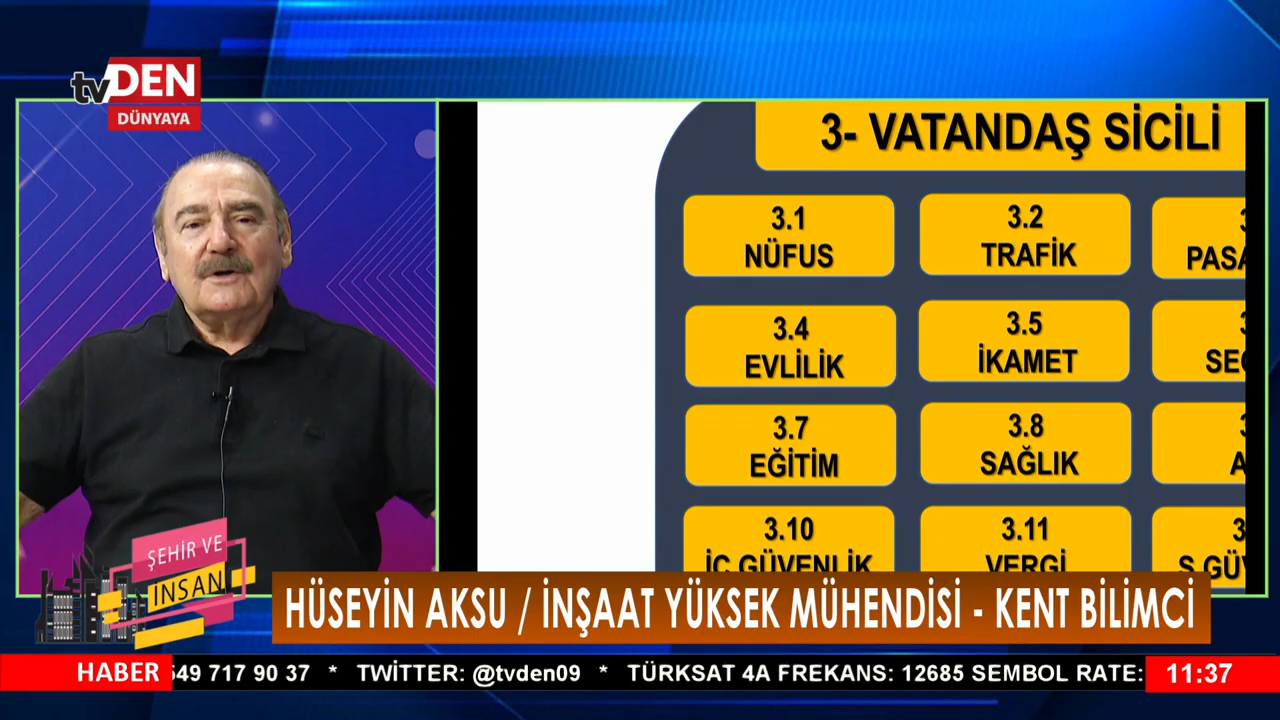 tvDEN
DÜNYAYA
3- VATANDAŞ SİCİLİ
3.1
NÜFUS
3.2
TRAFİK
3.4
EVLİLİK
3.5
İKAMET
3.7
EĞİTİM
3.8
SAĞLIK
3.10
İÇ GÜVENLİK
3.11
VERGİ
ŞEHİR VE
İNSAN
HÜSEYİN AKSU / İNŞAAT YÜKSEK MÜHENDİSİ - KENT BİLİMCİ
HABER 549 717 90 37 * TWITTER: @tvden09 * TÜRKSAT 4A FREKANS: 12685 SEMBOL RATE: 11:37